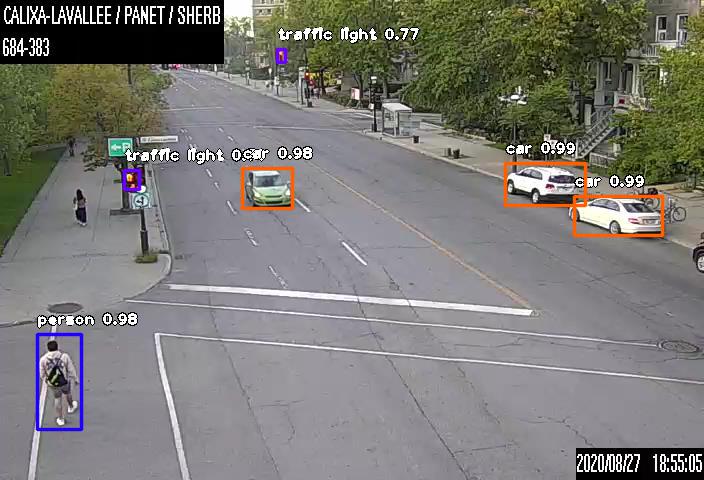 CALIXA-LAVALLEE / PANET / SHERB
684-383
traffic light 0.77
traffic light 0.
car 0.98
car 0.99
car 0.99
person 0.98
2020/08/27 18:55:05